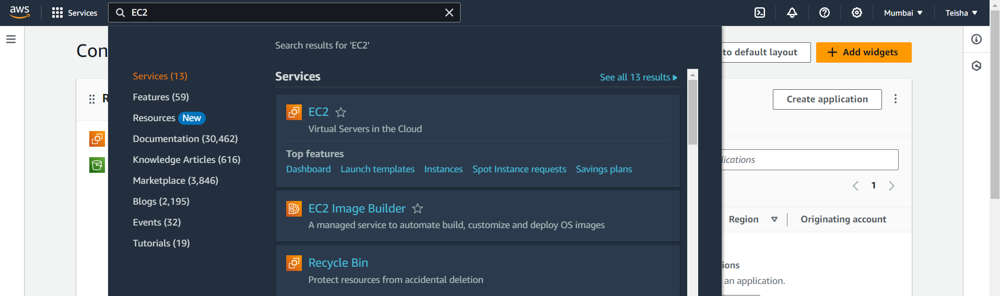 aws
Services
EC2
Mumbai
Teisha
Search results for 'EC2'
Services (13)
Features (59)
Resources New
Documentation (30,462)
Knowledge Articles (616)
Marketplace (3,846)
Blogs (2,195)
Events (32)
Tutorials (19)
Services
See all 13 results
EC2
Virtual Servers in the Cloud
Top features
Dashboard Launch templates Instances Spot Instance requests Savings plans
EC2 Image Builder
A managed service to automate build, customize and deploy OS images
Recycle Bin
Protect resources from accidental deletion
Con
R
to default layout
+ Add widgets
Create application
lications
1
Region
Originating account
ions
an application.